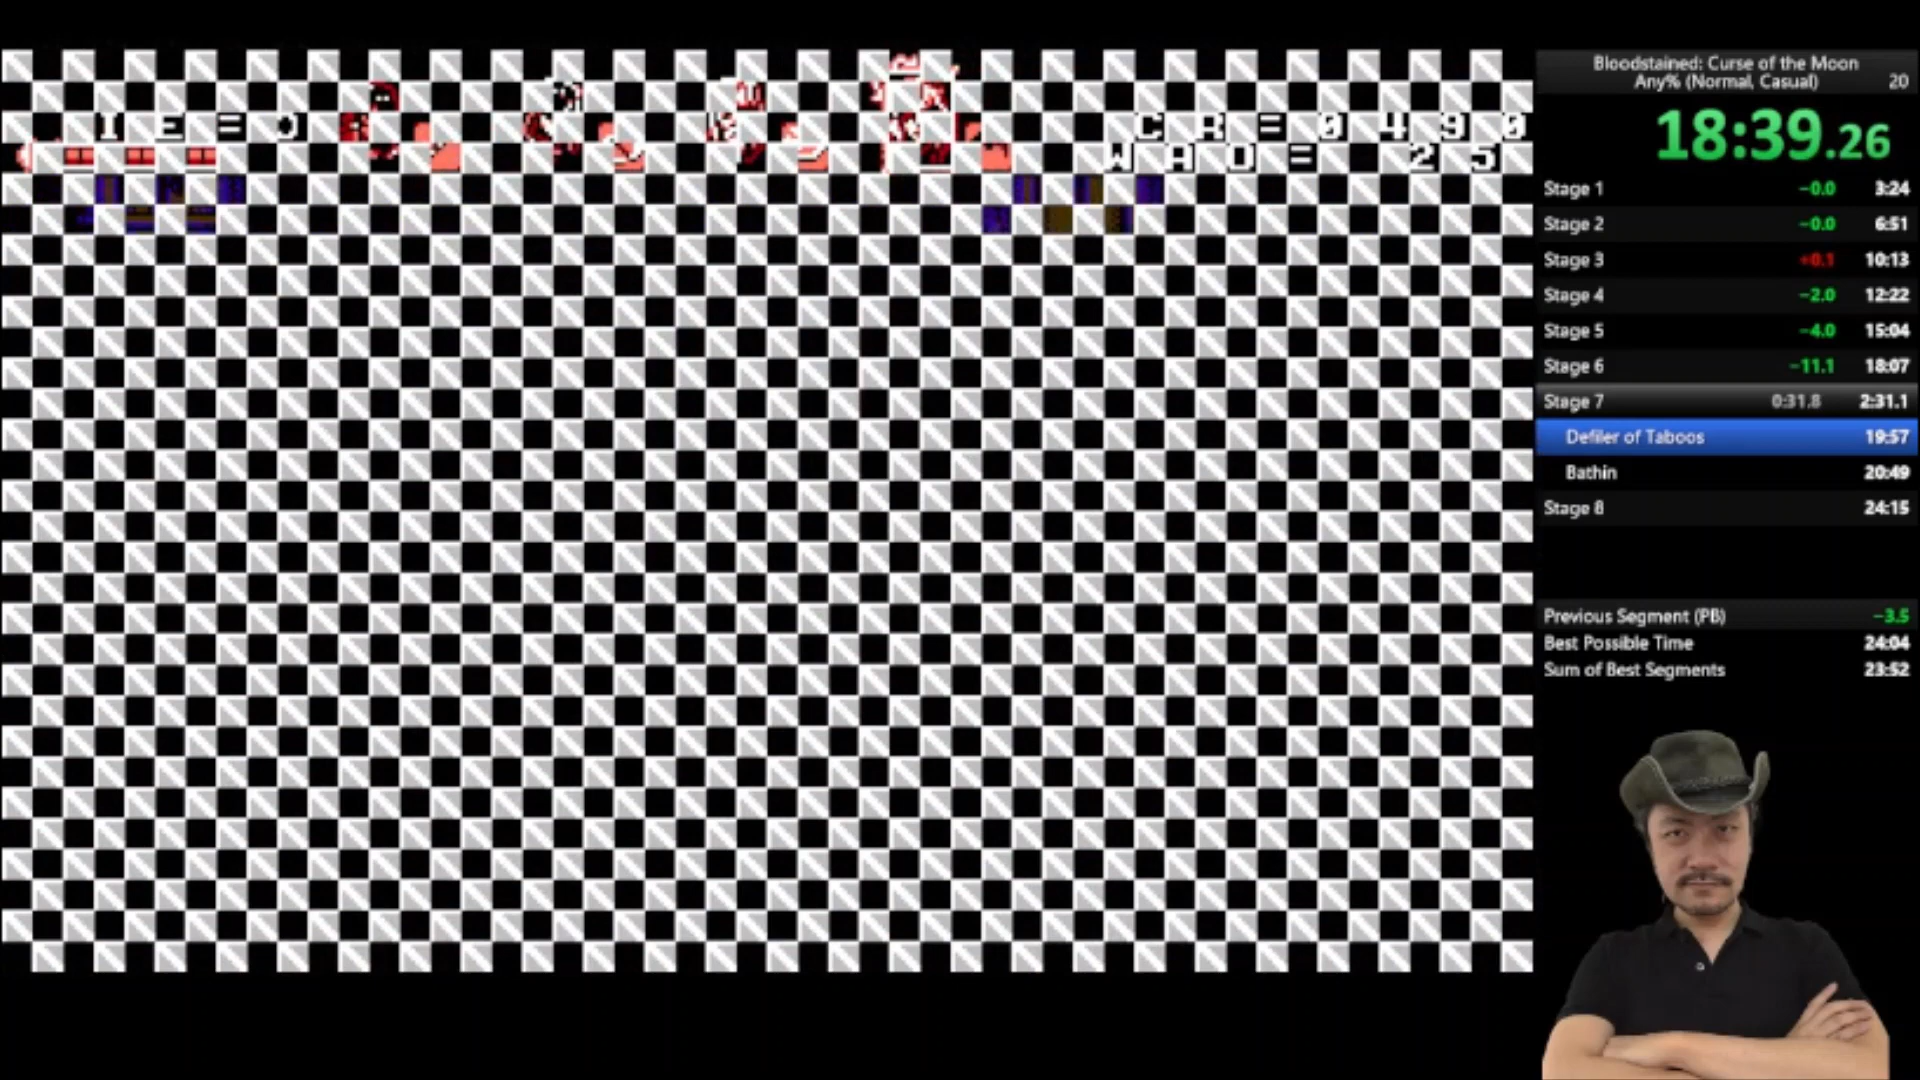 Bloodstained: Curse of the Moon
Any% (Normal, Casual) 20
18:39.26
Stage 1 −0.0 3:24
Stage 2 −0.0 6:51
Stage 3 +0.1 10:13
Stage 4 −2.0 12:22
Stage 5 −4.0 15:04
Stage 6 −11.1 18:07
Stage 7 0:31.8 2:31.1
Defiler of Taboos 19:57
Bathin 20:49
Stage 8 24:15
Previous Segment (PB) −3.5
Best Possible Time 24:04
Sum of Best Segments 23:52